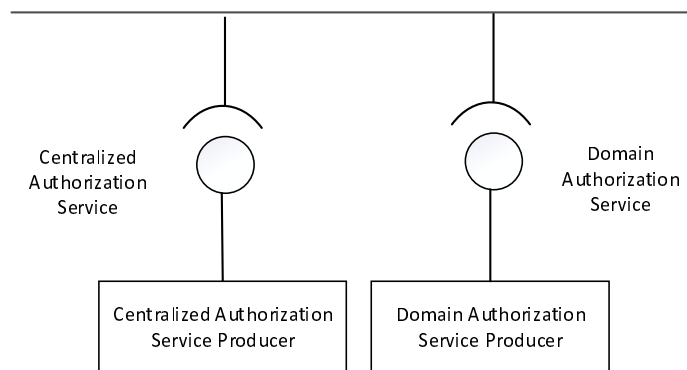 Centralized
Authorization
Service
Domain
Authorization
Service
Centralized Authorization
Service Producer
Domain Authorization
Service Producer